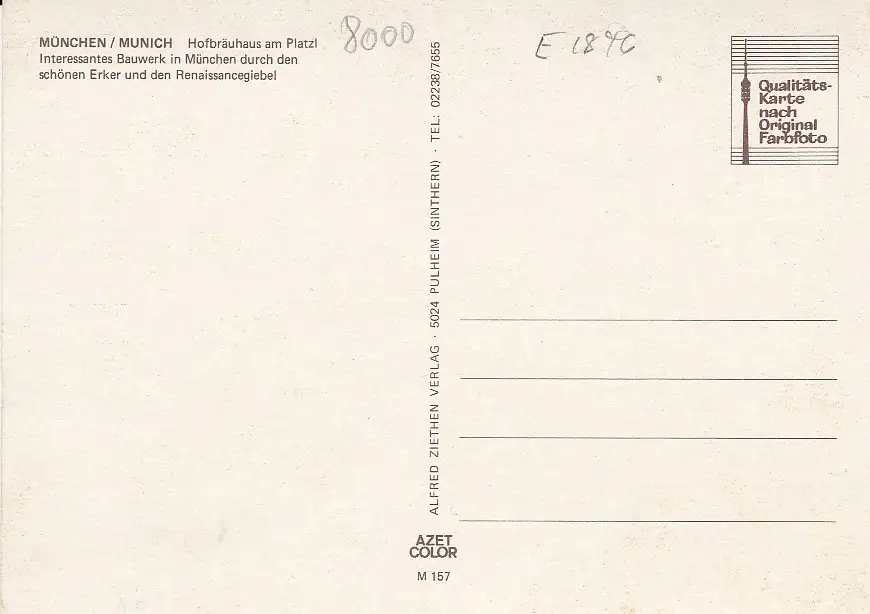 MÜNCHEN / MUNICH Hofbräuhaus am Platzl
Interessantes Bauwerk in München durch den
schönen Erker und den Renaissancegiebel
8000
ALFRED ZIETHEN VERLAG · 5024 PULHEIM (SINTHERN) · TEL: 02238/7655
AZET
COLOR
M 157
E 1890
Qualitäts-
Karte
nach
Original
Farbfoto